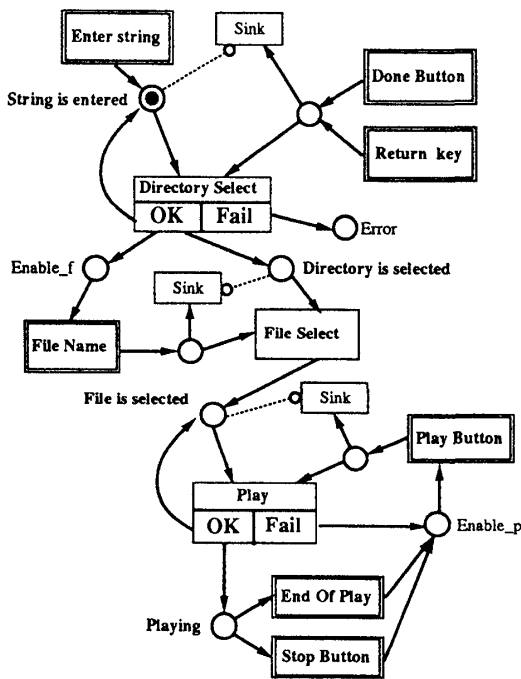 Enter string
Sink
Done Button
String is entered
Return key
Directory Select
OK Fail
Error
Enable_f
Directory is selected
Sink
File Name
File Select
File is selected
Sink
Play Button
Play
OK Fail
Enable_p
End Of Play
Playing
Stop Button